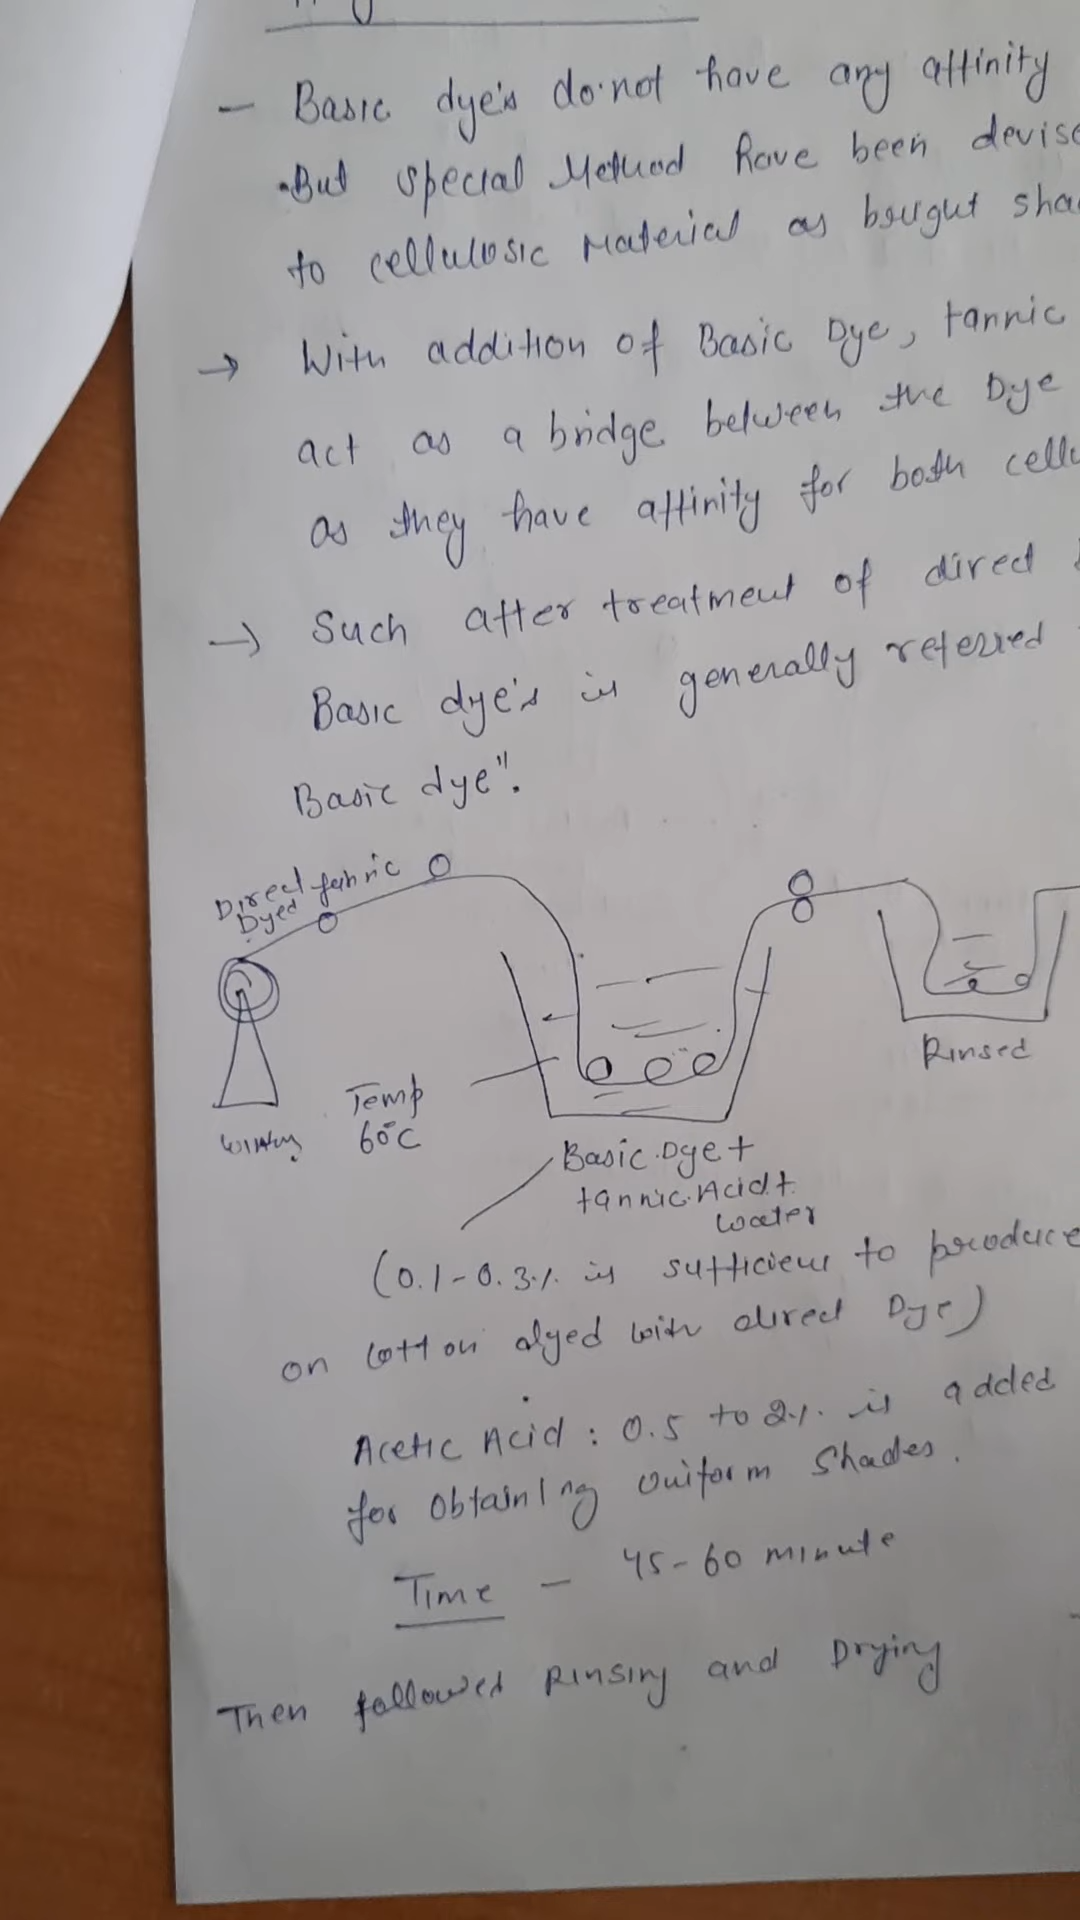 - Basic dye's do not have any affinity
.But special Method have been devise
to cellulosic Material as bought sha
→ With addition of Basic Dye, tannic
act as a bridge between the Dye
as they have affinity for both cellu
→ Such after treatment of direct
Basic dye's is generally referred
Basic dye".
Direct fabric
Dyed
Rinsed
Temp
60°C
Basic Dye +
tannic Acid +
water
(0.1-0.3% is sufficient to produce
on cotton dyed with direct Dye)
Acetic Acid : 0.5 to 2% is added
for obtaining uniform shades.
Time - 45-60 minute
Then followed Rinsing and Drying